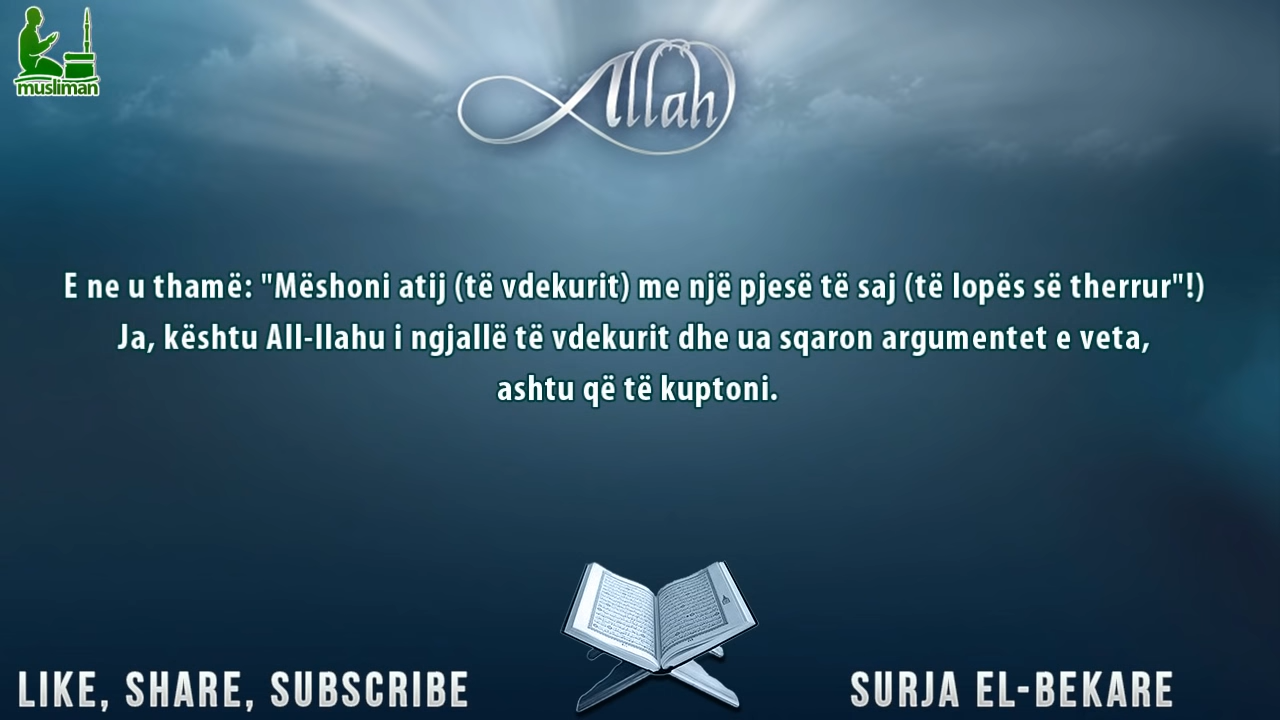 musliman
Allah
E ne u thamë: "Mëshoni atij (të vdekurit) me një pjesë të saj (të lopës së therrur"!)
Ja, kështu All-llahu i ngjallë të vdekurit dhe ua sqaron argumentet e veta,
ashtu që të kuptoni.
LIKE, SHARE, SUBSCRIBE
SURJA EL-BEKARE